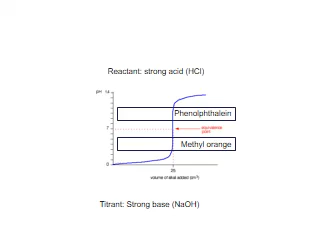 Reactant: strong acid (HCl)
pH 14
Phenolphthalein
7
equivalence
point
Methyl orange
0
25
volume of alkali added (cm³)
Titrant: Strong base (NaOH)